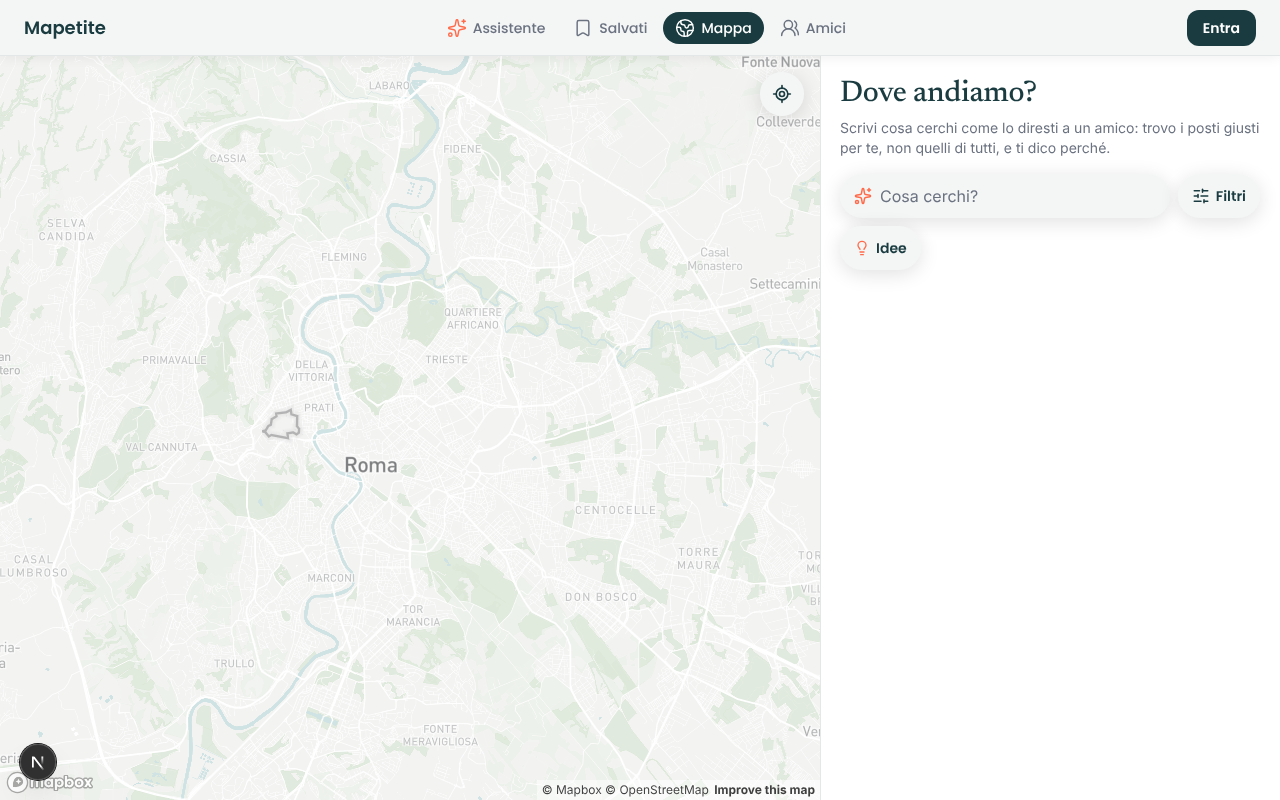 Mapetite
Assistente
Salvati
Mappa
Amici
Entra
Fonte Nuova
LABARO
Colleverde
FIDENE
CASSIA
SELVA
CANDIDA
FLEMING
Casal
Monastero
Settecamini
QUARTIERE
AFRICANO
PRIMAVALLE
DELLA
VITTORIA
TRIESTE
PRATI
VAL CANNUTA
Roma
CENTOCELLE
CASAL
LUMBROSO
TORRE
MAURA
MARCONI
DON BOSCO
TOR
MARANCIA
TRULLO
FONTE
MERAVIGLIOSA
N
mapbox
© Mapbox © OpenStreetMap Improve this map
Dove andiamo?
Scrivi cosa cerchi come lo diresti a un amico: trovo i posti giusti
per te, non quelli di tutti, e ti dico perché.
Cosa cerchi?
Filtri
Idee